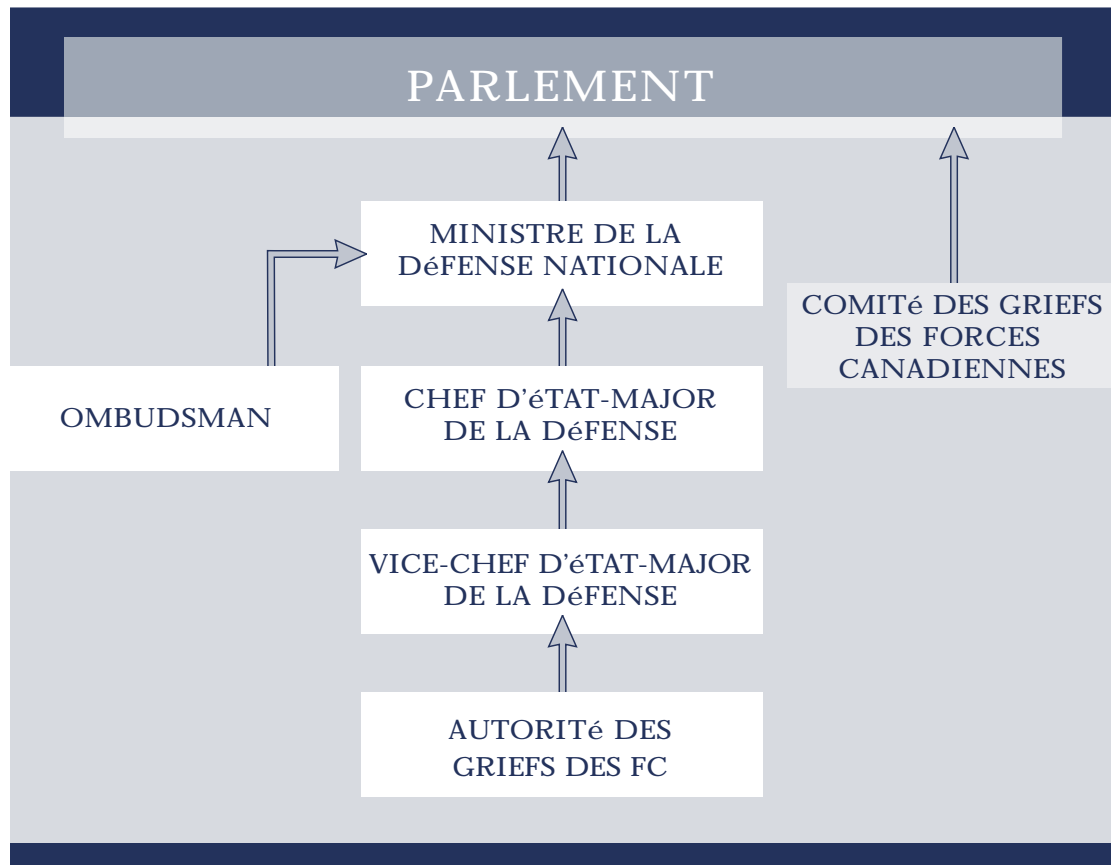 PARLEMENT
MINISTRE DE LA
DéFENSE NATIONALE
COMITé DES GRIEFS
DES FORCES
CANADIENNES
OMBUDSMAN
CHEF D'éTAT-MAJOR
DE LA DéFENSE
VICE-CHEF D'éTAT-MAJOR
DE LA DéFENSE
AUTORITé DES
GRIEFS DES FC